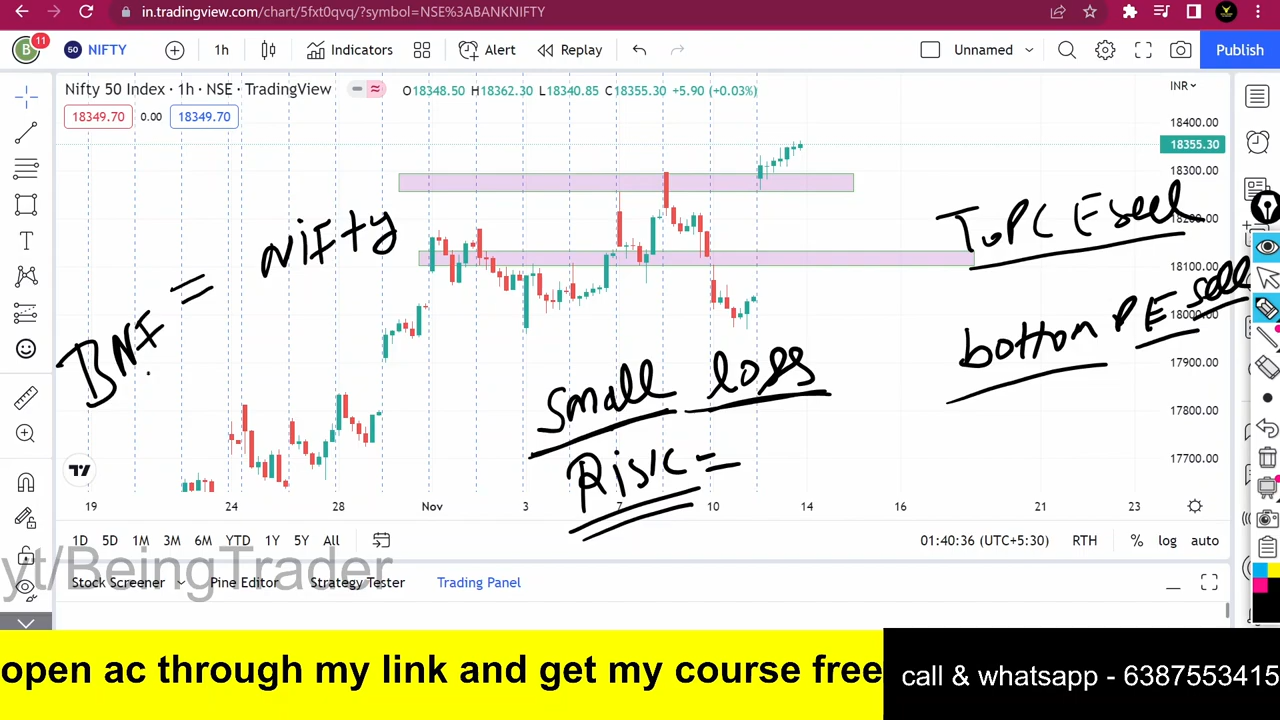 in.tradingview.com/chart/5fxt0qvq/?symbol=NSE%3ABANKNIFTY
B 11 50 NIFTY 1h Indicators Alert Replay Unnamed Publish
Nifty 50 Index · 1h · NSE · TradingView O18348.50 H18362.30 L18340.85 C18355.30 +5.90 (+0.03%) INR
18349.70 0.00 18349.70
18400.00
18355.30
18300.00
18200.00
18100.00
18000.00
17900.00
17800.00
17700.00
BNF = Nifty
Top CE sell
bottom PE sell
Small loss
Risk =
19 24 28 Nov 3 7 10 14 16 21 23
1D 5D 1M 3M 6M YTD 1Y 5Y All 01:40:36 (UTC+5:30) RTH % log auto
yt/BeingTrader
Stock Screener Pine Editor Strategy Tester Trading Panel
open ac through my link and get my course free
call & whatsapp - 6387553415